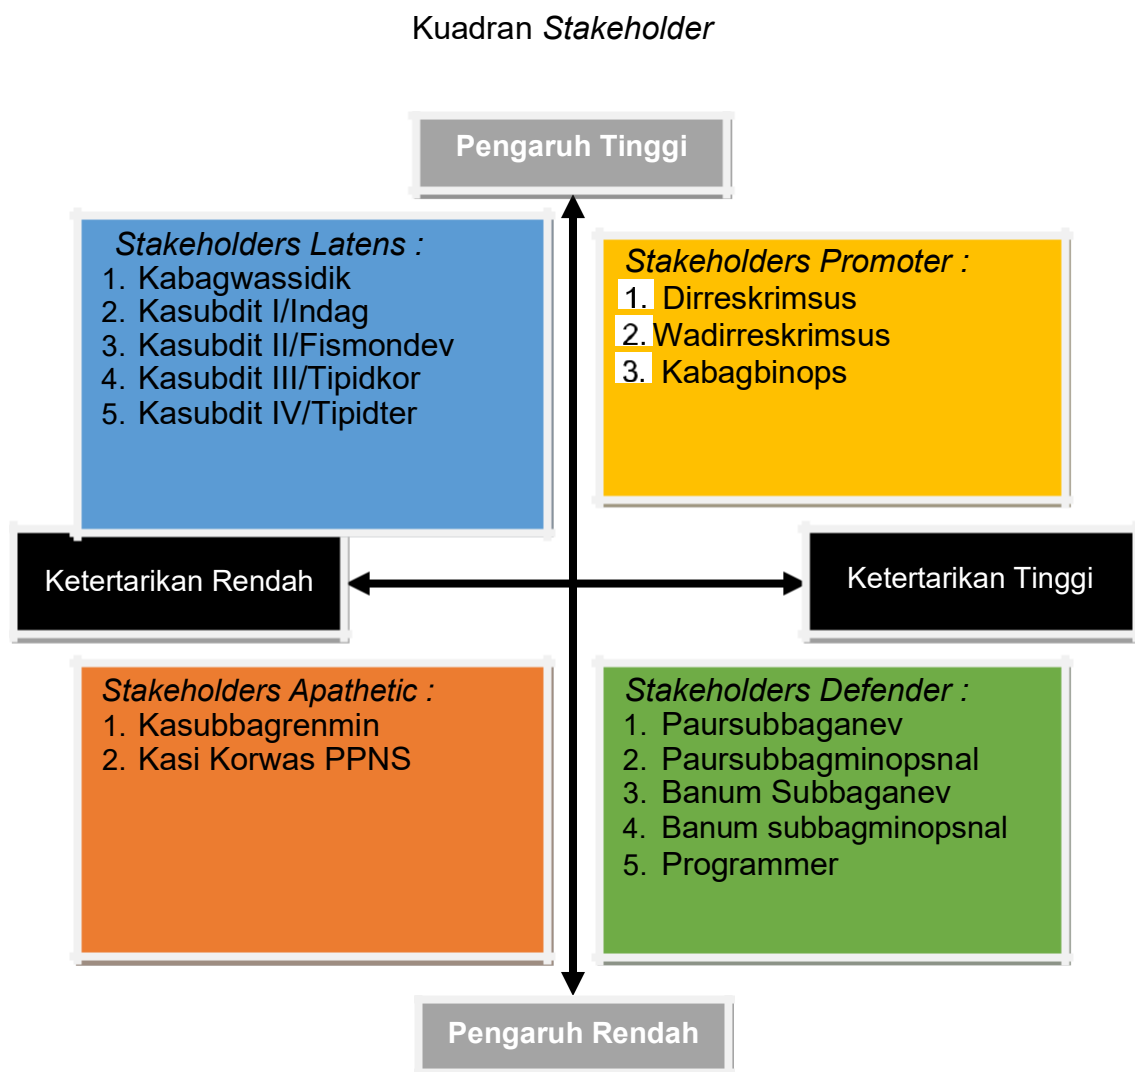 Kuadran Stakeholder
Pengaruh Tinggi
Stakeholders Latens :
1. Kabagwassidik
2. Kasubdit I/Indag
3. Kasubdit II/Fismondev
4. Kasubdit III/Tipidkor
5. Kasubdit IV/Tipidter
Stakeholders Promoter :
1. Dirreskrimsus
2. Wadirreskrimsus
3. Kabagbinops
Ketertarikan Rendah
Ketertarikan Tinggi
Stakeholders Apathetic :
1. Kasubbagrenmin
2. Kasi Korwas PPNS
Stakeholders Defender :
1. Paursubbaganev
2. Paursubbagminopsnal
3. Banum Subbaganev
4. Banum subbagminopsnal
5. Programmer
Pengaruh Rendah